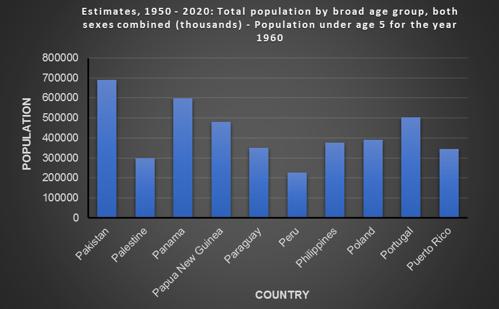 Estimates, 1950 - 2020: Total population by broad age group, both
sexes combined (thousands) - Population under age 5 for the year
1960
800000
700000
600000
500000
400000
300000
200000
100000
0
POPULATION
Pakistan
Palestine
Panama
Papua New Guinea
Paraguay
Peru
Philippines
Poland
Portugal
Puerto Rico
COUNTRY